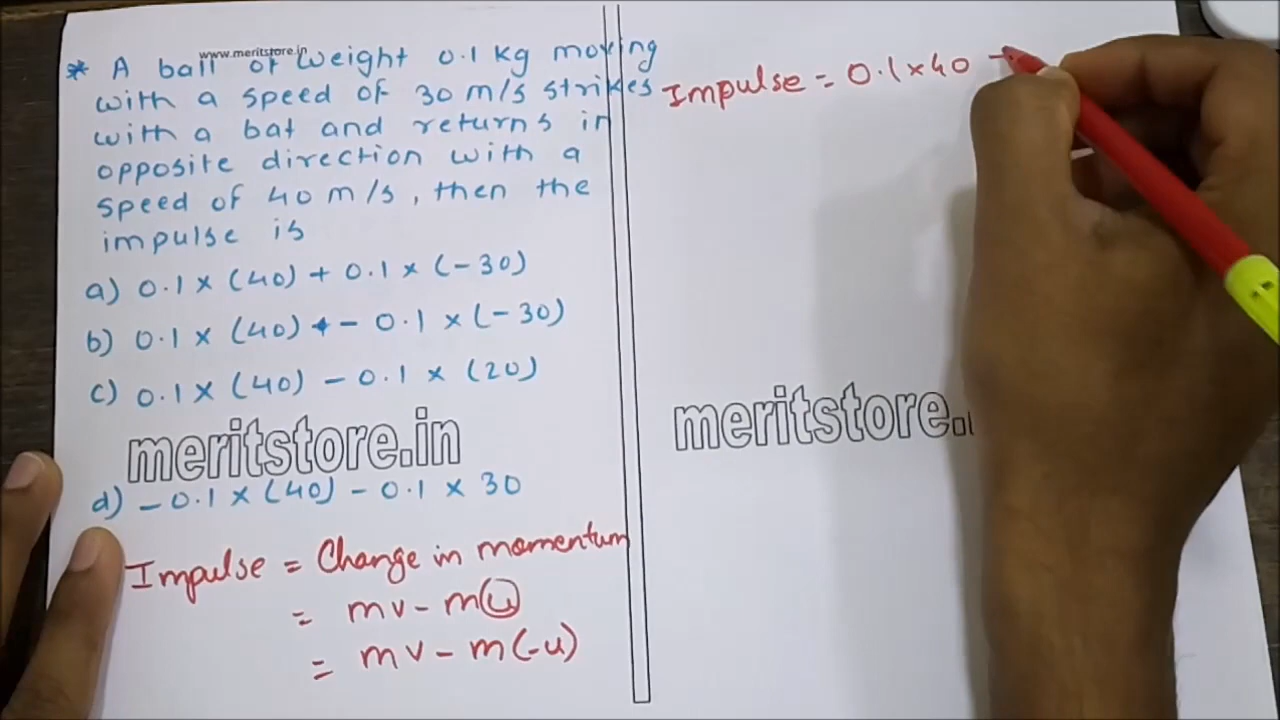 www.meritstore.in
* A ball of weight 0.1 kg moving
with a speed of 30 m/s strikes
with a bat and returns in
opposite direction with a
speed of 40 m/s, then the
impulse is
a) 0.1 × (40) + 0.1 × (-30)
b) 0.1 × (40) - 0.1 × (-30)
c) 0.1 × (40) - 0.1 × (20)
meritstore.in
d) - 0.1 × (40) - 0.1 × 30
Impulse = Change in momentum
= mv - m(u)
= mv - m(-u)
Impulse = 0.1 × 40 -
meritstore.